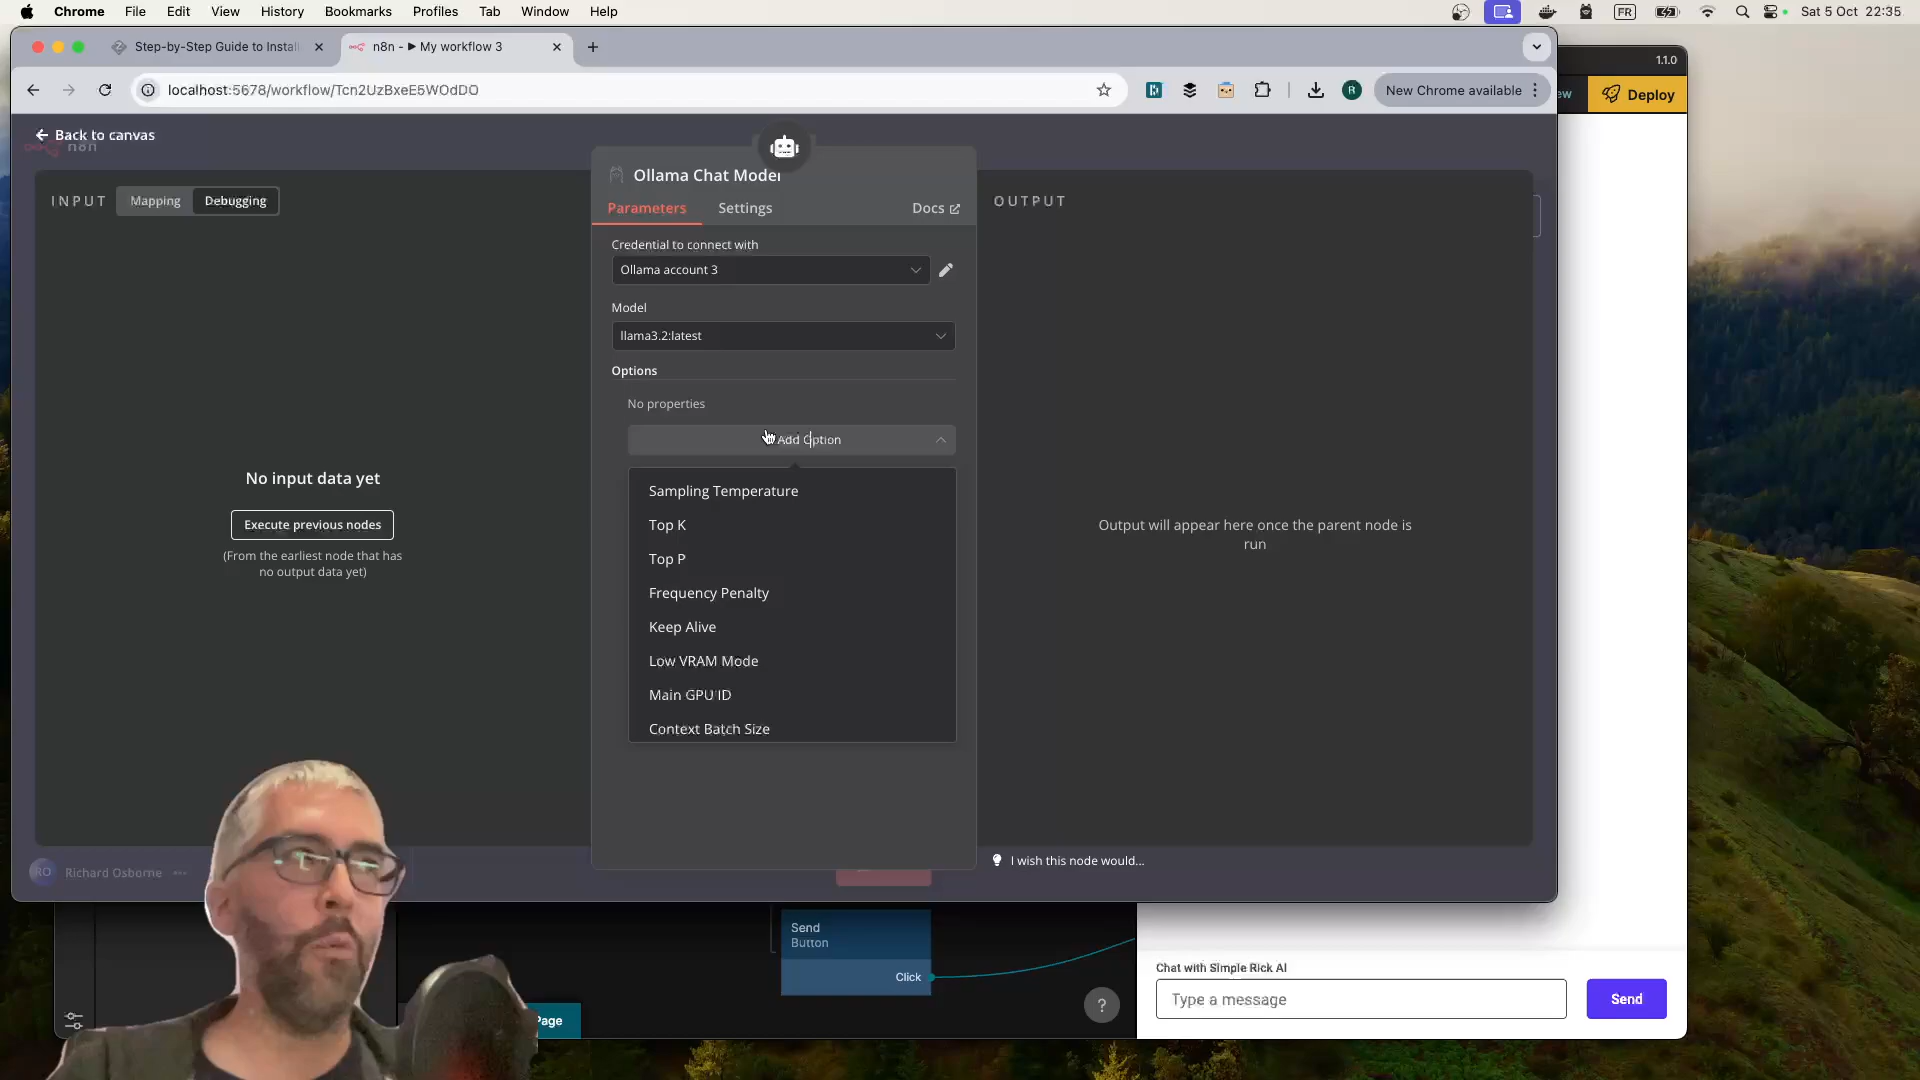 Chrome File Edit View History Bookmarks Profiles Tab Window Help
FR
Sat 5 Oct 22:35
Step-by-Step Guide to Instal
n8n - ▶ My workflow 3
1.1.0
localhost:5678/workflow/Tcn2UzBxeE5WOdDO
R
New Chrome available
ew
Deploy
Back to canvas
n8n
INPUT
Mapping
Debugging
Ollama Chat Model
Parameters
Settings
Docs
OUTPUT
Credential to connect with
Ollama account 3
Model
llama3.2:latest
Options
No properties
Add Option
Sampling Temperature
Top K
Top P
Frequency Penalty
Keep Alive
Low VRAM Mode
Main GPU ID
Context Batch Size
No input data yet
Execute previous nodes
(From the earliest node that has
no output data yet)
Output will appear here once the parent node is
run
I wish this node would...
RO
Richard Osborne
Send
Button
Click
Page
?
Chat with Simple Rick AI
Type a message
Send